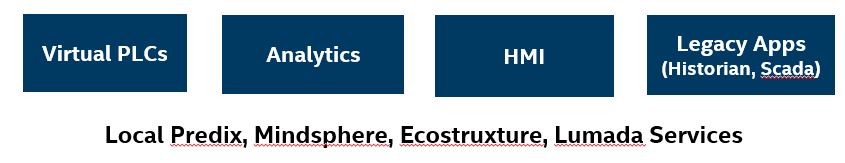 Virtual PLCs
Analytics
HMI
Legacy Apps
(Historian, Scada)
Local Predix, Mindsphere, Ecostruxture, Lumada Services